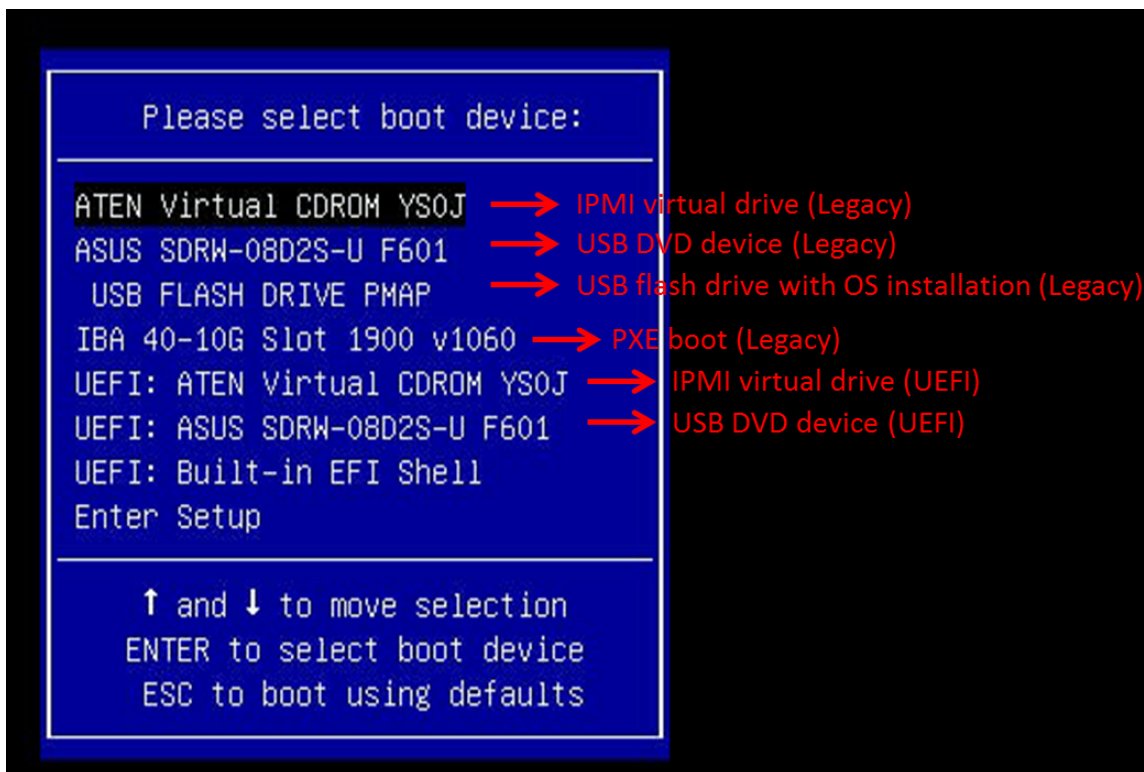 Please select boot device:
ATEN Virtual CDROM YS0J → IPMI virtual drive (Legacy)
ASUS SDRW-08D2S-U F601 → USB DVD device (Legacy)
USB FLASH DRIVE PMAP → USB flash drive with OS installation (Legacy)
IBA 40-10G Slot 1900 v1060 → PXE boot (Legacy)
UEFI: ATEN Virtual CDROM YS0J → IPMI virtual drive (UEFI)
UEFI: ASUS SDRW-08D2S-U F601 → USB DVD device (UEFI)
UEFI: Built-in EFI Shell
Enter Setup
↑ and ↓ to move selection
ENTER to select boot device
ESC to boot using defaults